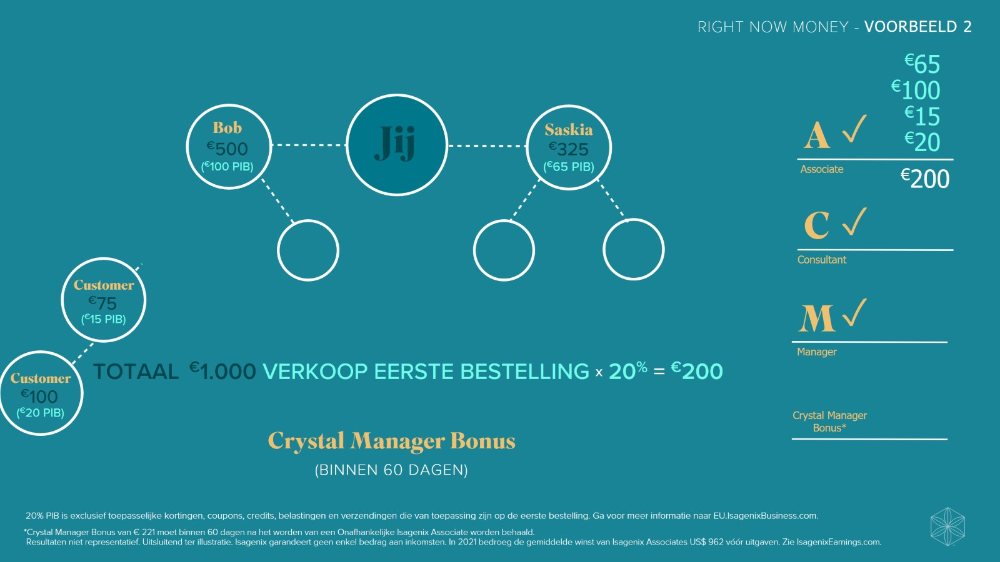 RIGHT NOW MONEY - VOORBEELD 2
€65
€100
€15
€20
€200
A
Associate
C
Consultant
M
Manager
Crystal Manager
Bonus*
Bob
€500
(€100 PIB)
Jij
Saskia
€325
(€65 PIB)
Customer
€75
(€15 PIB)
Customer
€100
(€20 PIB)
TOTAAL €1.000 VERKOOP EERSTE BESTELLING x 20% = €200
Crystal Manager Bonus
(BINNEN 60 DAGEN)
20% PIB is exclusief toepasselijke kortingen, coupons, credits, belastingen en verzendingen die van toepassing zijn op de eerste bestelling. Ga voor meer informatie naar EU.IsagenixBusiness.com.
*Crystal Manager Bonus van € 221 moet binnen 60 dagen na het worden van een Onafhankelijke Isagenix Associate worden behaald.
Resultaten niet representatief. Uitsluitend ter illustratie. Isagenix garandeert geen enkel bedrag aan inkomsten. In 2021 bedroeg de gemiddelde winst van Isagenix Associates US$ 962 vóór uitgaven. Zie IsagenixEarnings.com.